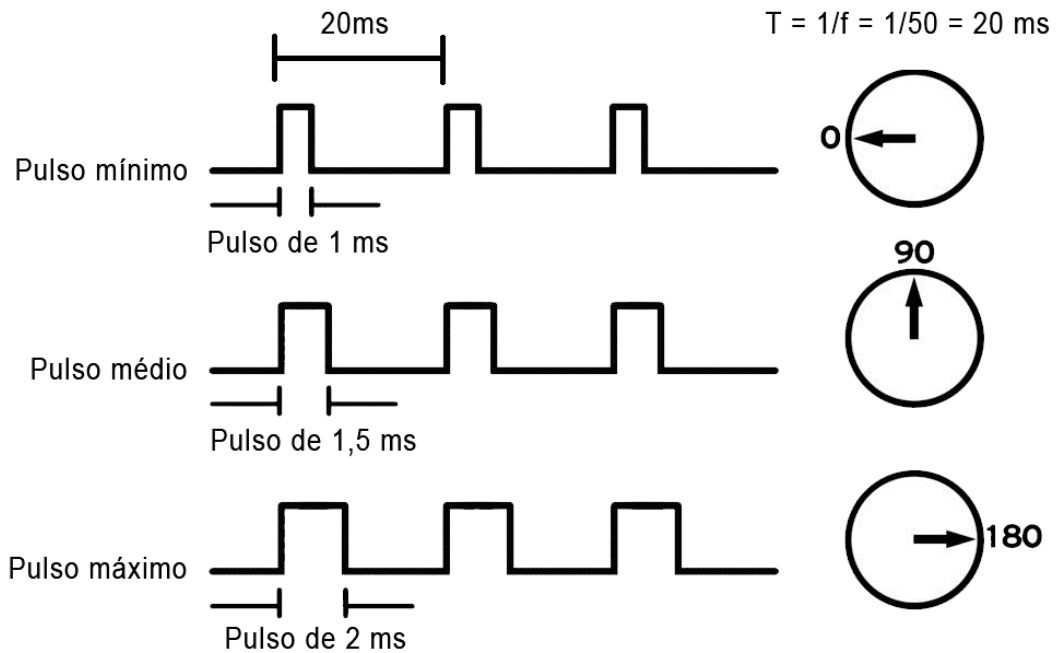 20ms
T = 1/f = 1/50 = 20 ms
Pulso mínimo
0
Pulso de 1 ms
90
Pulso médio
Pulso de 1,5 ms
180
Pulso máximo
Pulso de 2 ms